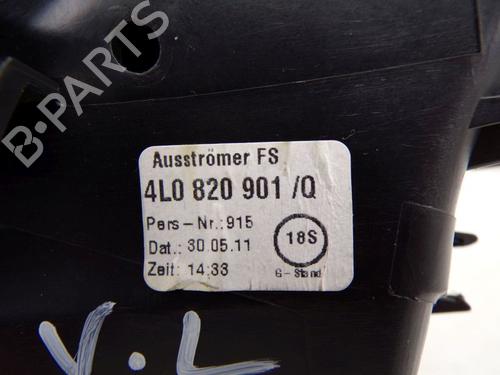 B-PARTS
Ausströmer FS
4L0 820 901 /Q
Pers-Nr.:915
Dat.: 30.05.11
18S
Zeit: 14:33
G-Stand
V.L